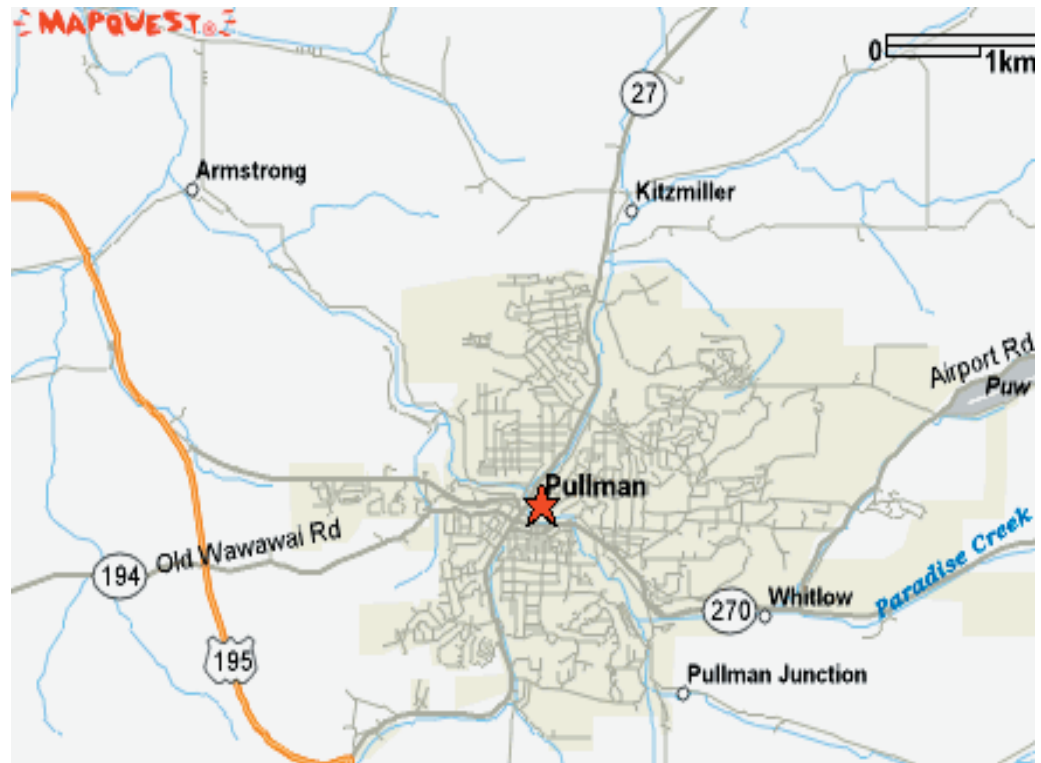 MAPQUEST®
0
1km
27
Armstrong
Kitzmiller
Airport Rd
Puw
Pullman
Old Wawawai Rd
Paradise Creek
194
270
Whitlow
195
Pullman Junction